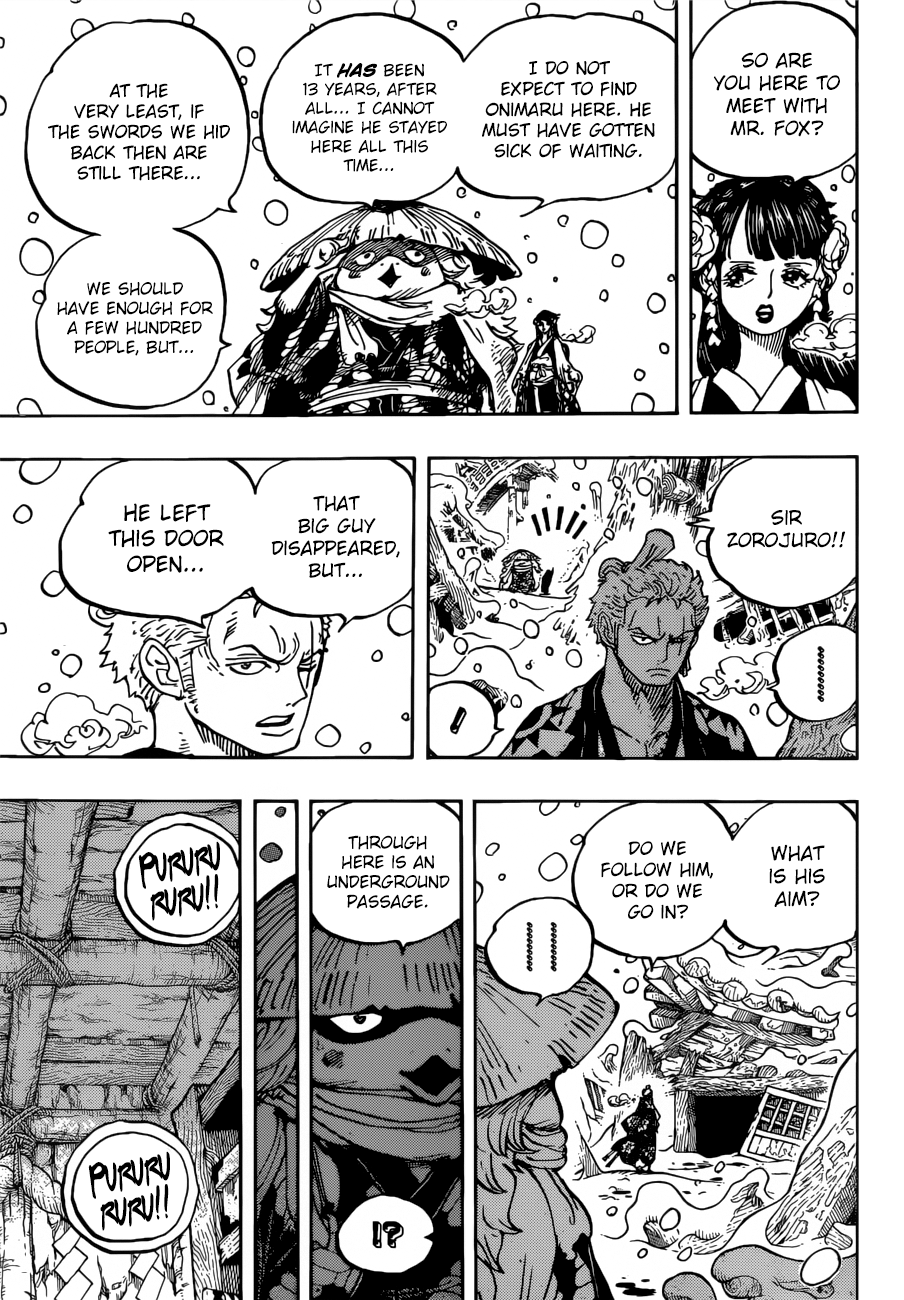 SO ARE
YOU HERE TO
MEET WITH
MR. FOX?
I DO NOT
EXPECT TO FIND
ONIMARU HERE. HE
MUST HAVE GOTTEN
SICK OF WAITING.
IT HAS BEEN
13 YEARS, AFTER
ALL... I CANNOT
IMAGINE HE STAYED
HERE ALL THIS
TIME...
AT THE
VERY LEAST, IF
THE SWORDS WE HID
BACK THEN ARE
STILL THERE...
WE SHOULD
HAVE ENOUGH FOR
A FEW HUNDRED
PEOPLE, BUT...
SIR
ZOROJURO!!
.........
!
THAT
BIG GUY
DISAPPEARED,
BUT...
HE LEFT
THIS DOOR
OPEN...
WHAT
IS HIS
AIM?
DO WE
FOLLOW HIM,
OR DO WE
GO IN?
......
......
THROUGH
HERE IS AN
UNDERGROUND
PASSAGE.
!?
PURURU
RURU!!
PURURU
RURU!!